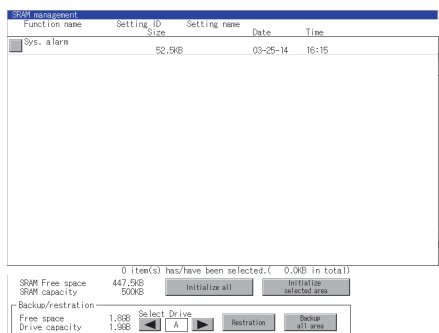 SRAM management
Function name Setting ID Setting name
Size Date Time
Sys. alarm
52.5KB 03-25-14 16:15
0 item(s) has/have been selected.( 0.0KB in total)
SRAM Free space 447.5KB
SRAM capacity 500KB
Initialize all
Initialize
selected area
Backup/restration
Free space 1.8GB
Drive capacity 1.9GB
Select Drive
A
Restration
Backup
all area